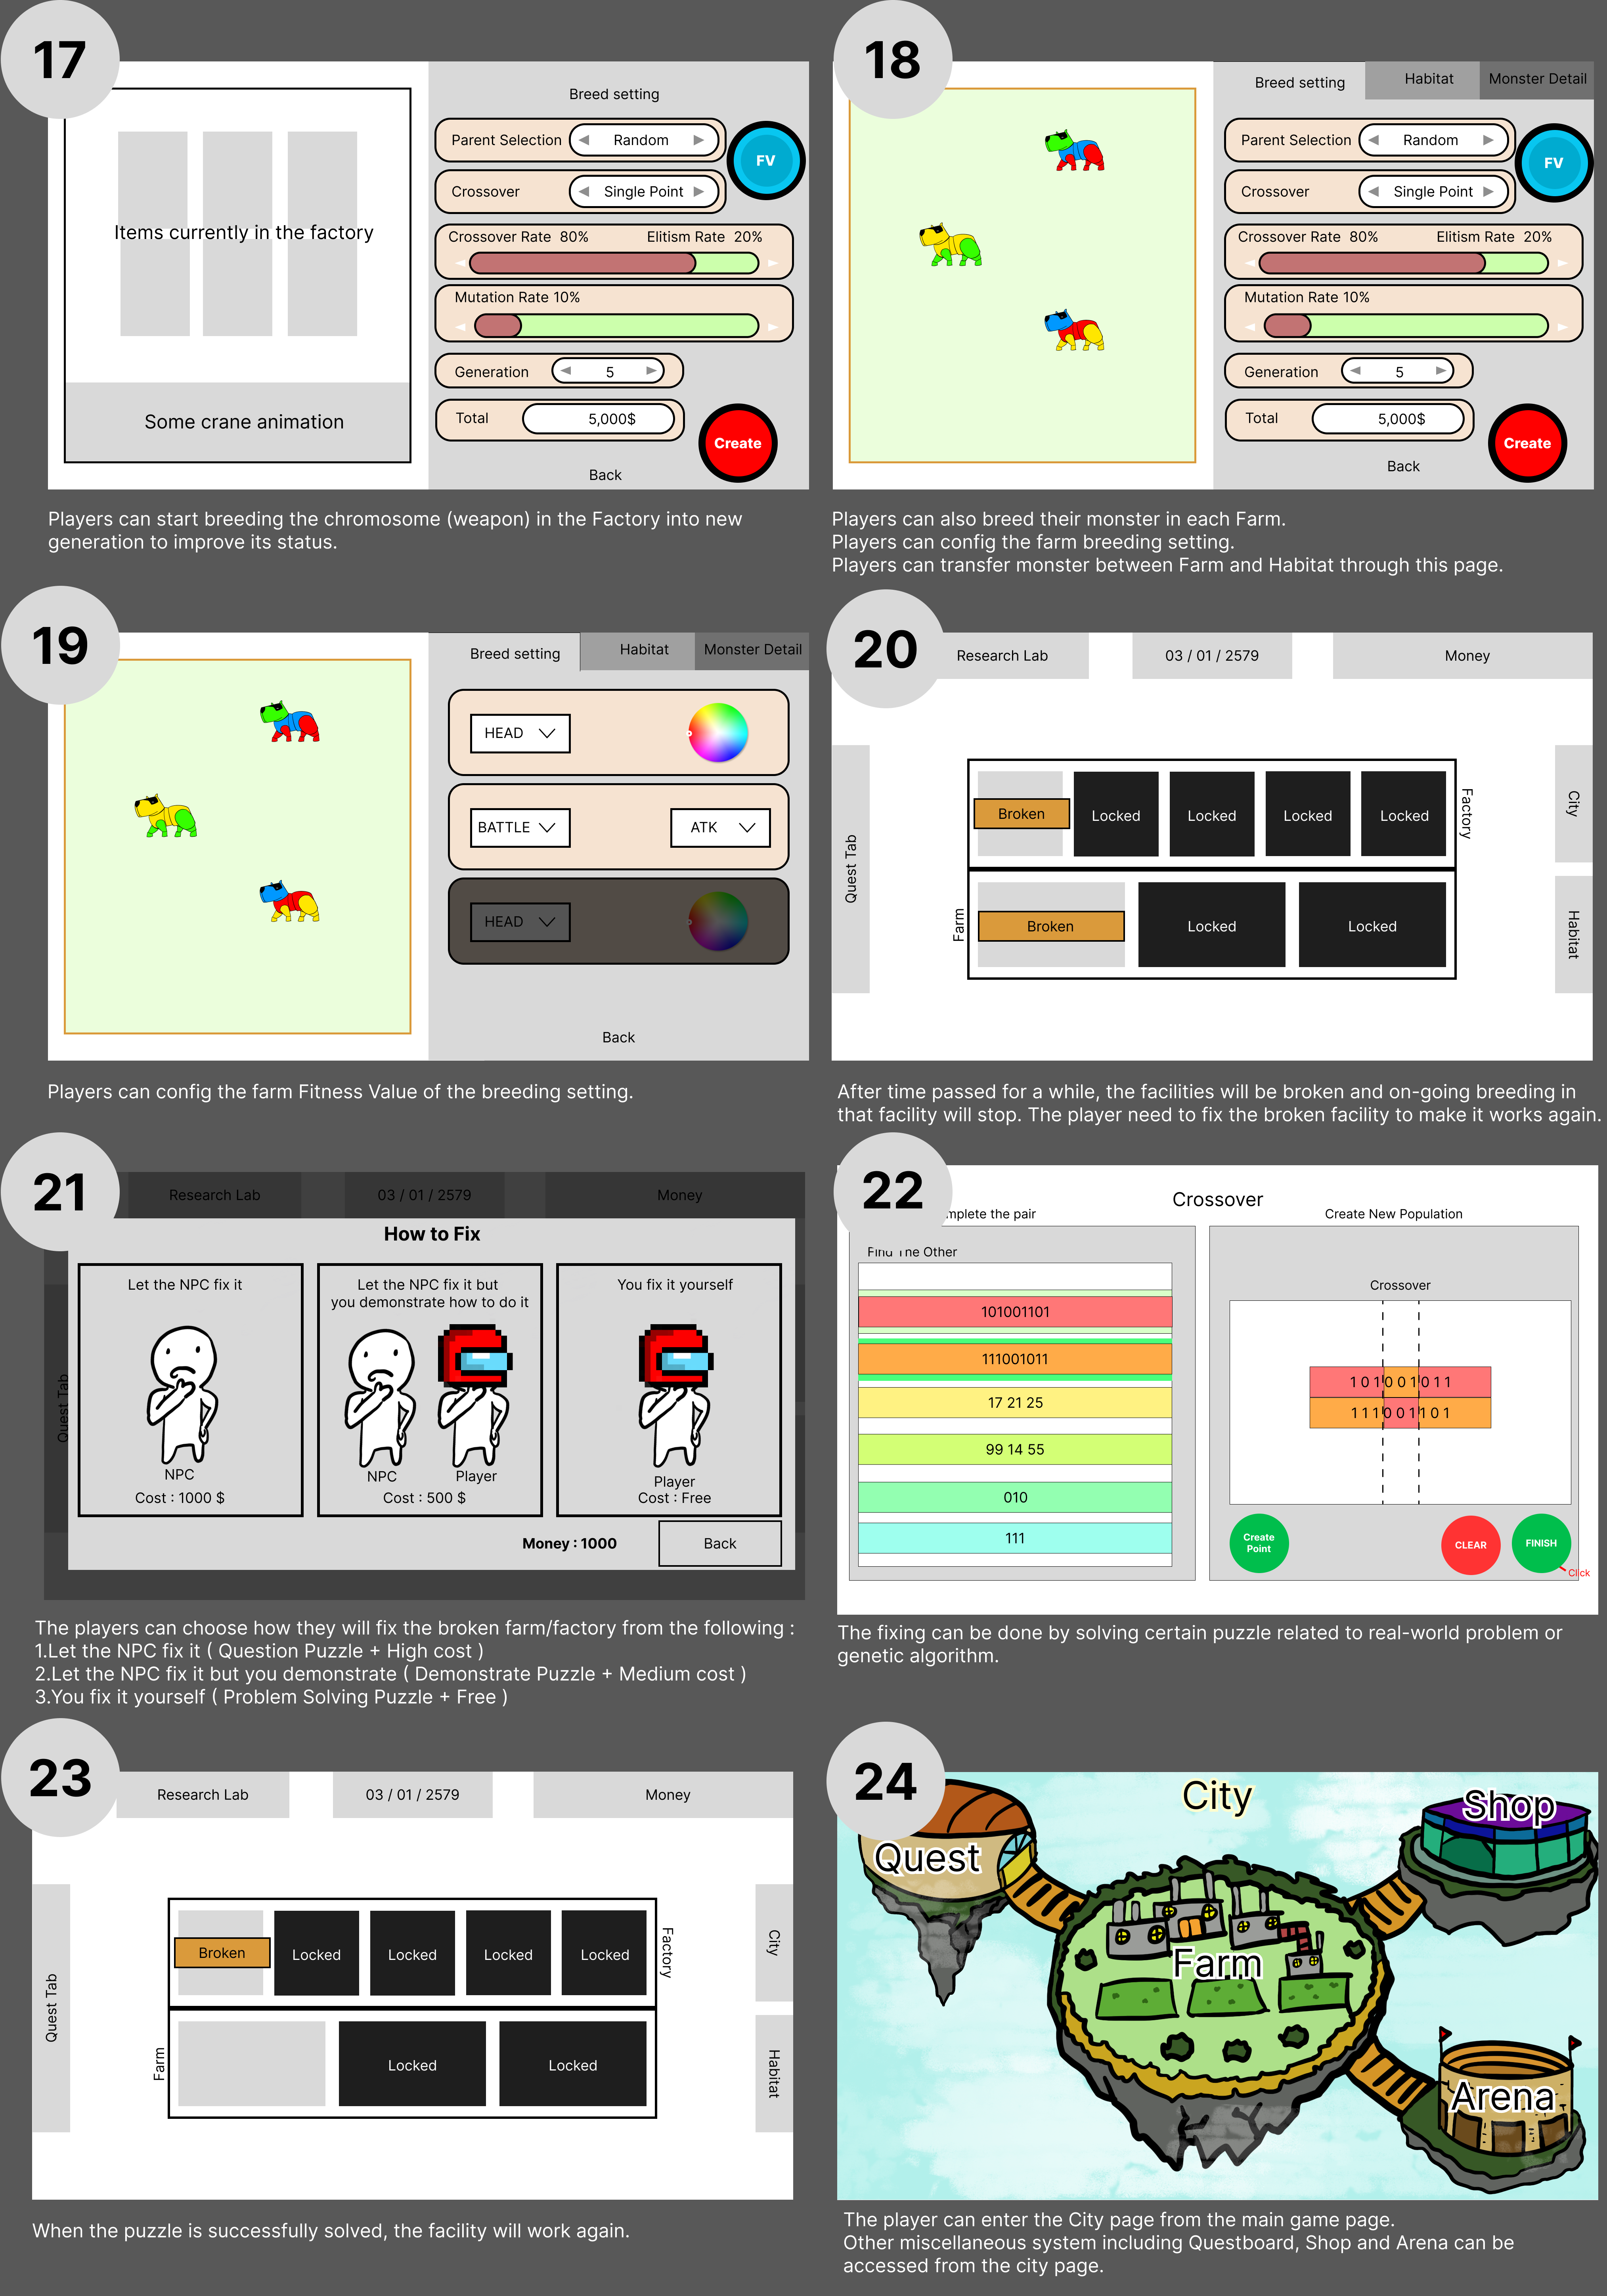 17
Breed setting
Parent Selection
Random
FV
Crossover
Single Point
Crossover Rate 80%
Elitism Rate 20%
Mutation Rate 10%
Generation
5
Total
5,000$
Create
Back
Items currently in the factory
Some crane animation
Players can start breeding the chromosome (weapon) in the Factory into new
generation to improve its status.
18
Breed setting
Habitat
Monster Detail
Parent Selection
Random
FV
Crossover
Single Point
Crossover Rate 80%
Elitism Rate 20%
Mutation Rate 10%
Generation
5
Total
5,000$
Create
Back
Players can also breed their monster in each Farm.
Players can config the farm breeding setting.
Players can transfer monster between Farm and Habitat through this page.
19
Breed setting
Habitat
Monster Detail
HEAD
BATTLE
ATK
HEAD
Back
Players can config the farm Fitness Value of the breeding setting.
20
Research Lab
03 / 01 / 2579
Money
Quest Tab
Broken
Locked
Locked
Locked
Locked
Factory
City
Farm
Broken
Locked
Locked
Habitat
After time passed for a while, the facilities will be broken and on-going breeding in
that facility will stop. The player need to fix the broken facility to make it works again.
21
Research Lab
03 / 01 / 2579
Money
Quest Tab
How to Fix
Let the NPC fix it
NPC
Cost : 1000 $
Let the NPC fix it but
you demonstrate how to do it
NPC
Player
Cost : 500 $
You fix it yourself
Player
Cost : Free
Money : 1000
Back
The players can choose how they will fix the broken farm/factory from the following :
1.Let the NPC fix it ( Question Puzzle + High cost )
2.Let the NPC fix it but you demonstrate ( Demonstrate Puzzle + Medium cost )
3.You fix it yourself ( Problem Solving Puzzle + Free )
22
Crossover
the pair
Create New Population
Find The Other
101001101
111001011
17 21 25
99 14 55
010
111
Crossover
1 0 1 0 0 1 0 1 1
1 1 1 0 0 1 1 0 1
Create
Point
CLEAR
FINISH
Click
The fixing can be done by solving certain puzzle related to real-world problem or
genetic algorithm.
23
Research Lab
03 / 01 / 2579
Money
Quest Tab
Broken
Locked
Locked
Locked
Locked
Factory
City
Farm
Locked
Locked
Habitat
When the puzzle is successfully solved, the facility will work again.
24
City
Shop
Quest
Farm
Arena
The player can enter the City page from the main game page.
Other miscellaneous system including Questboard, Shop and Arena can be
accessed from the city page.